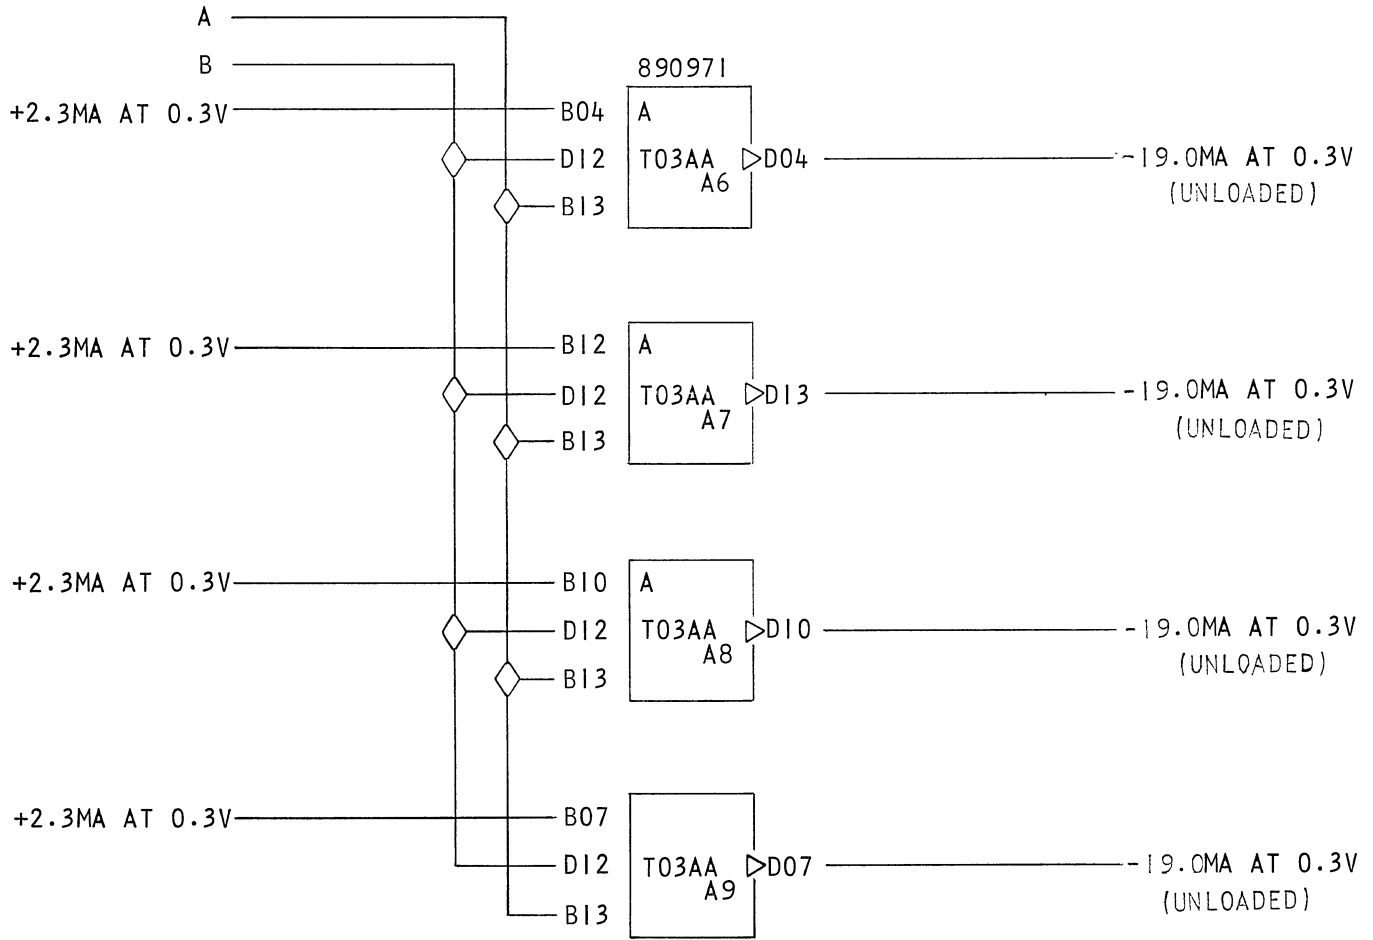 A
B
890971
+2.3MA AT 0.3V
B04
A
D12
T03AA
D04
-19.0MA AT 0.3V
A6
(UNLOADED)
B13
+2.3MA AT 0.3V
B12
A
D12
T03AA
D13
-19.0MA AT 0.3V
A7
(UNLOADED)
B13
+2.3MA AT 0.3V
B10
A
D12
T03AA
D10
-19.0MA AT 0.3V
A8
(UNLOADED)
B13
+2.3MA AT 0.3V
B07
D12
T03AA
D07
-19.0MA AT 0.3V
A9
(UNLOADED)
B13